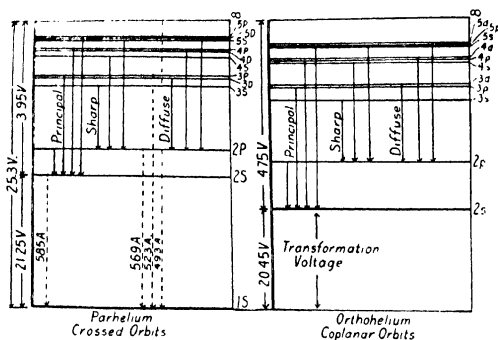 ∞
5p
5D
5S
4P
4D
4S
3P
3D
3S
Principal
Sharp
Diffuse
2P
2S
3.95V
25.3V
21.25V
585A
569A
523A
493A
1S
Parhelium
Crossed Orbits
∞
5d
5p
5s
4d
4p
4s
3d
3p
3s
Principal
Sharp
Diffuse
2p
2s
4.75V
20.45V
Transformation
Voltage
Orthohelium
Coplanar Orbits